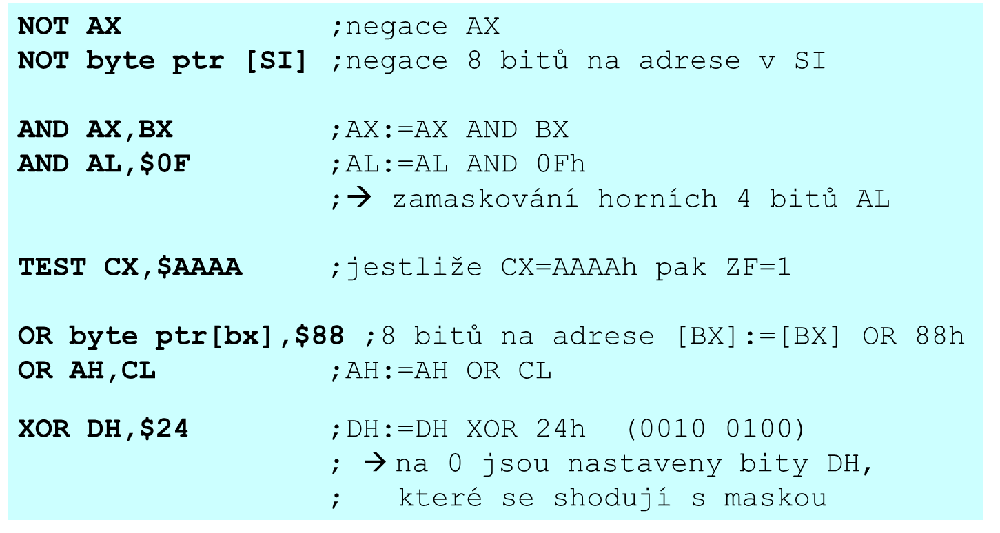 NOT AX ;negace AX
NOT byte ptr [SI] ;negace 8 bitů na adrese v SI
AND AX,BX ;AX:=AX AND BX
AND AL,$0F ;AL:=AL AND 0Fh
;→ zamaskování horních 4 bitů AL
TEST CX,$AAAA ;jestliže CX=AAAAh pak ZF=1
OR byte ptr[bx],$88 ;8 bitů na adrese [BX]:=[BX] OR 88h
OR AH,CL ;AH:=AH OR CL
XOR DH,$24 ;DH:=DH XOR 24h (0010 0100)
; → na 0 jsou nastaveny bity DH,
; které se shodují s maskou